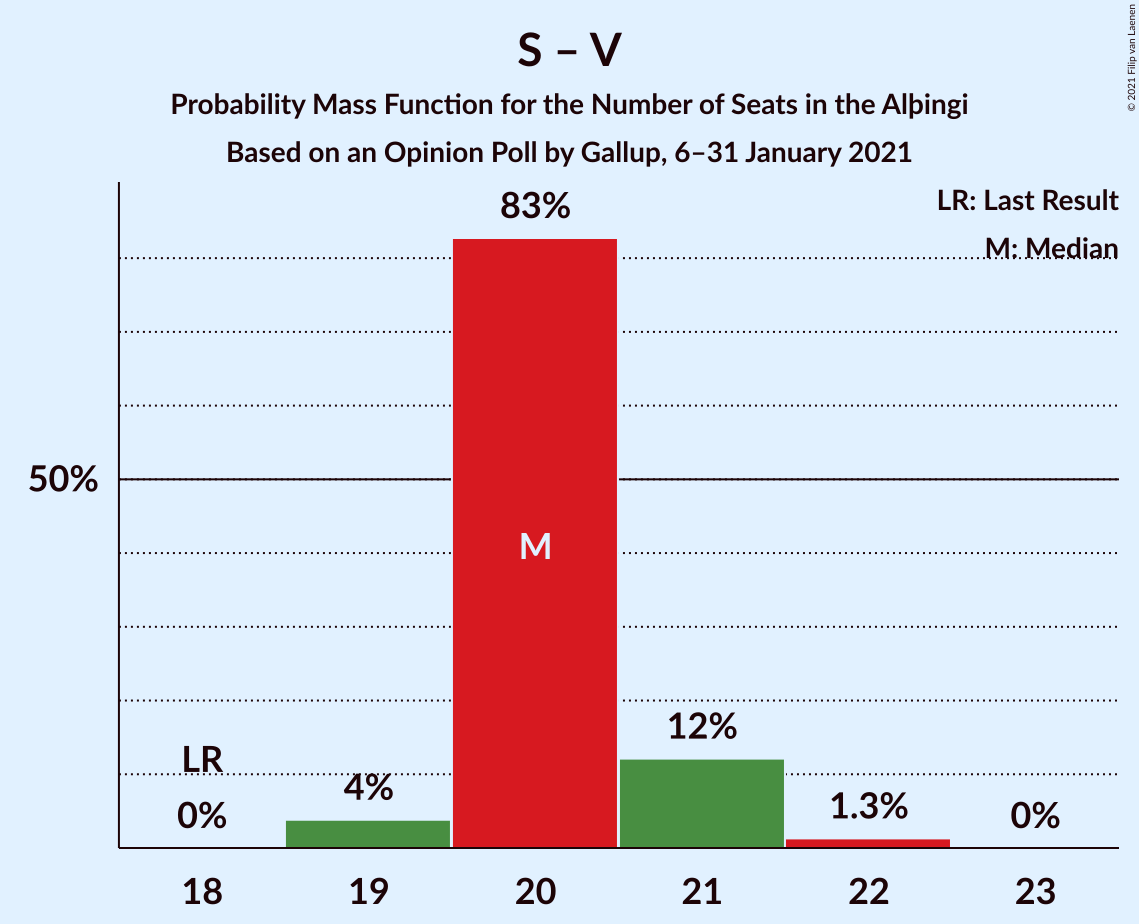 S – V
Probability Mass Function for the Number of Seats in the Alþingi
Based on an Opinion Poll by Gallup, 6–31 January 2021
© 2021 Filip van Laenen
LR: Last Result
M: Median
83%
50%
M
12%
LR
4%
1.3%
0%
0%
18 19 20 21 22 23